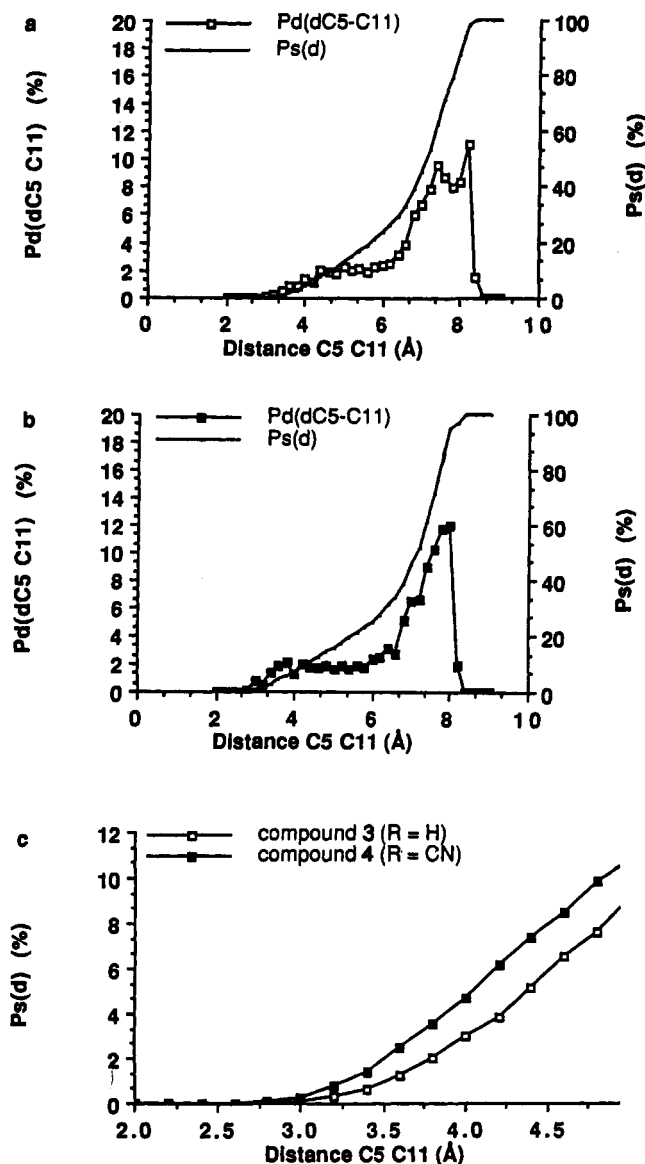 a
Pd(dC5-C11)
Ps(d)
20
18
16
14
12
10
8
6
4
2
0
100
80
60
40
20
0
Pd(dC5 C11) (%)
Ps(d) (%)
0 2 4 6 8 10
Distance C5 C11 (Å)
b
Pd(dC5-C11)
Ps(d)
20
18
16
14
12
10
8
6
4
2
0
100
80
60
40
20
0
Pd(dC5 C11) (%)
Ps(d) (%)
0 2 4 6 8 10
Distance C5 C11 (Å)
c
compound 3 (R = H)
compound 4 (R = CN)
12
10
8
6
4
2
0
Ps(d) (%)
2.0 2.5 3.0 3.5 4.0 4.5
Distance C5 C11 (Å)